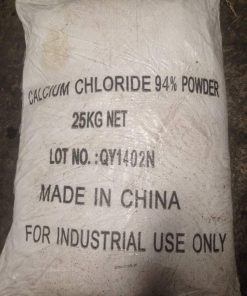 CALCIUM CHLORIDE 94% POWDER
25KG NET
LOT NO.:QY1402N
MADE IN CHINA
FOR INDUSTRIAL USE ONLY